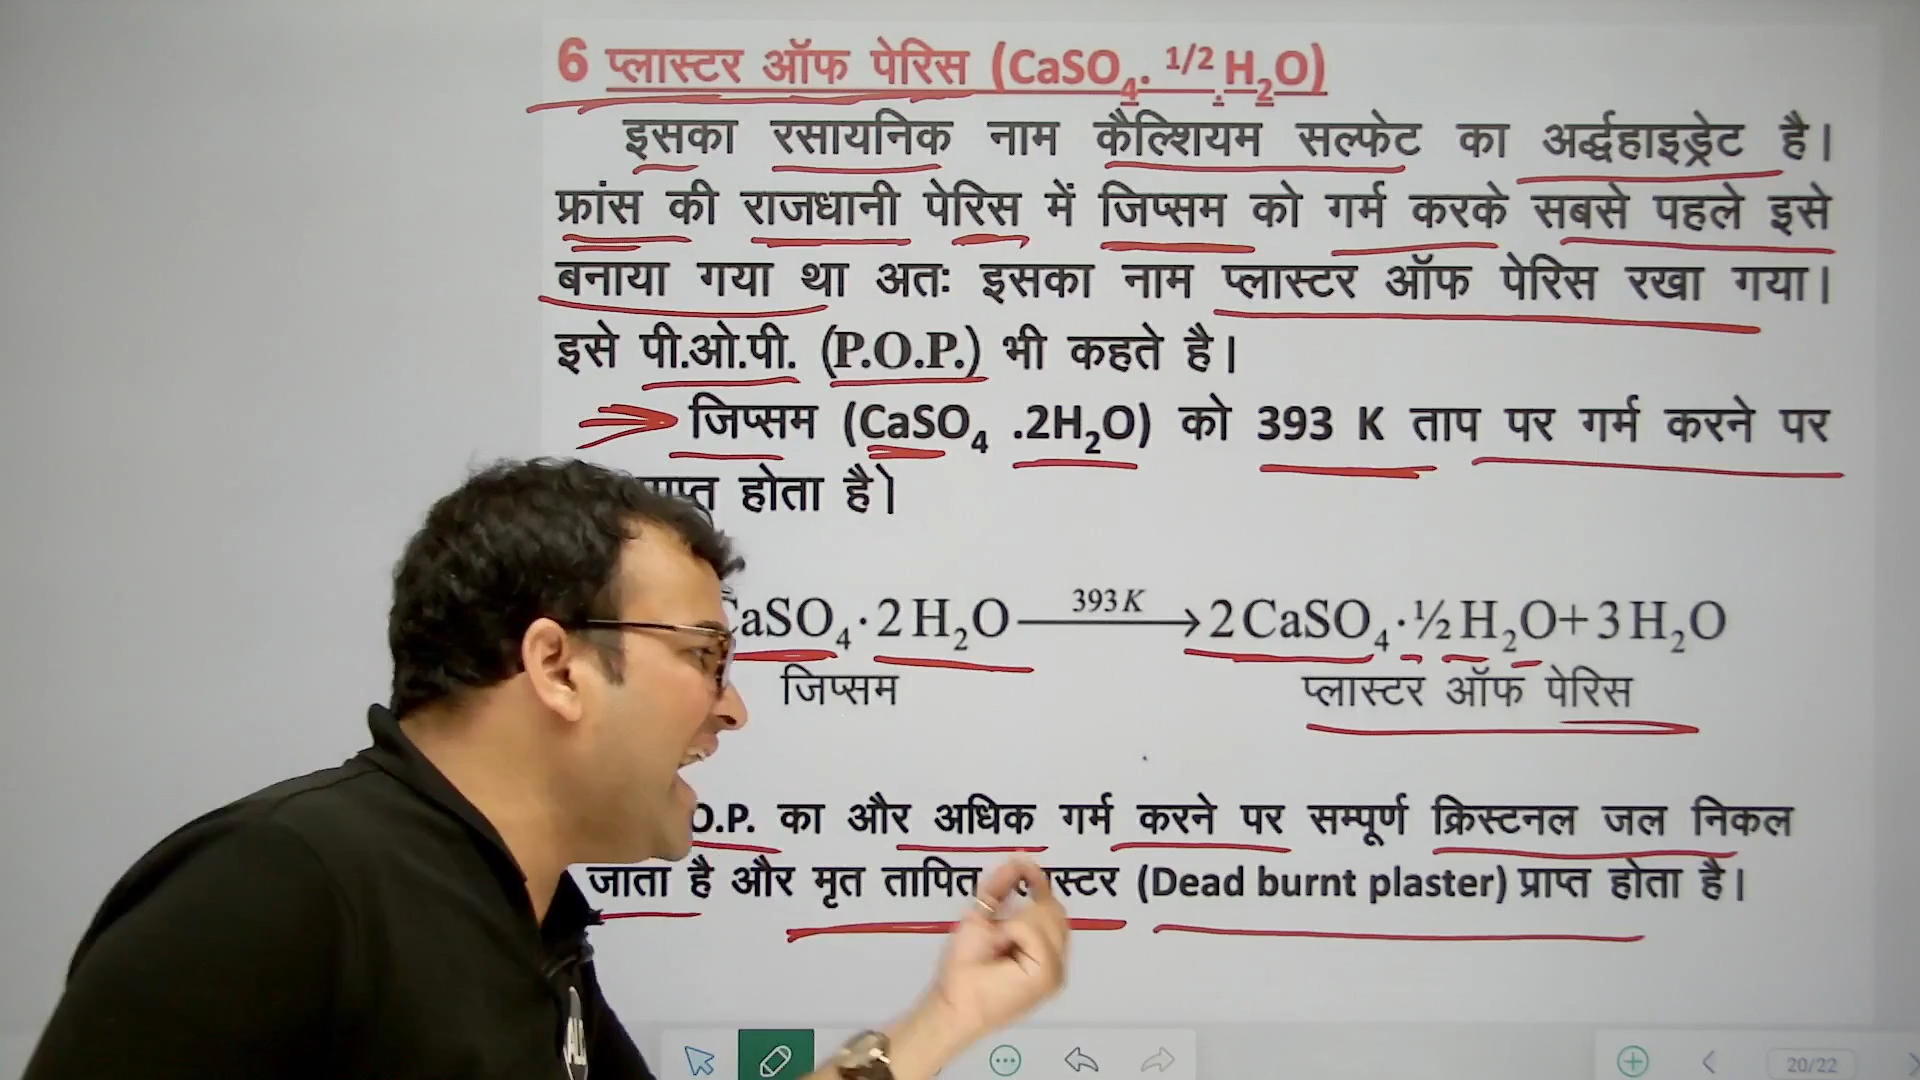 6 प्लास्टर ऑफ पेरिस (CaSO₄. 1/2 .H₂O)
इसका रसायनिक नाम कैल्शियम सल्फेट का अर्द्धहाइड्रेट है।
फ्रांस की राजधानी पेरिस में जिप्सम को गर्म करके सबसे पहले इसे
बनाया गया था अतः इसका नाम प्लास्टर ऑफ पेरिस रखा गया।
इसे पी.ओ.पी. (P.O.P.) भी कहते है।
जिप्सम (CaSO₄ .2H₂O) को 393 K ताप पर गर्म करने पर
होता है।
CaSO₄·2H₂O —393K→ 2CaSO₄·½H₂O+3H₂O
जिप्सम प्लास्टर ऑफ पेरिस
O.P. का और अधिक गर्म करने पर सम्पूर्ण क्रिस्टनल जल निकल
जाता है और मृत तापित (Dead burnt plaster) प्राप्त होता है।
20/22